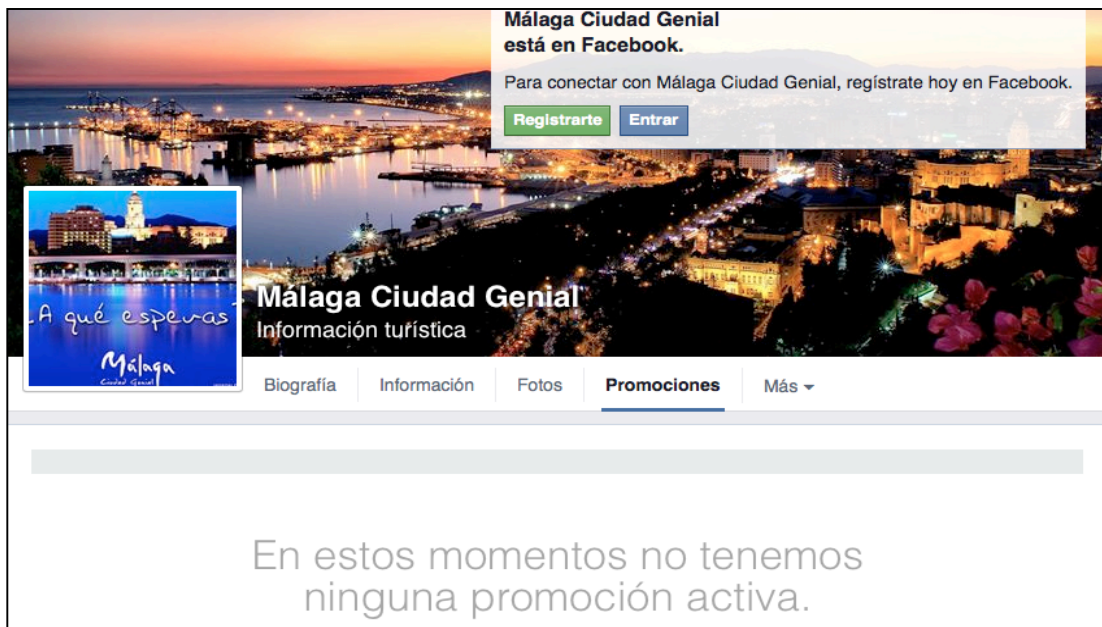 Málaga Ciudad Genial
está en Facebook.
Para conectar con Málaga Ciudad Genial, regístrate hoy en Facebook.
Registrarte Entrar
¿A qué esperas?
Málaga
Ciudad Genial
Málaga Ciudad Genial
Información turística
Biografía Información Fotos Promociones Más
En estos momentos no tenemos
ninguna promoción activa.